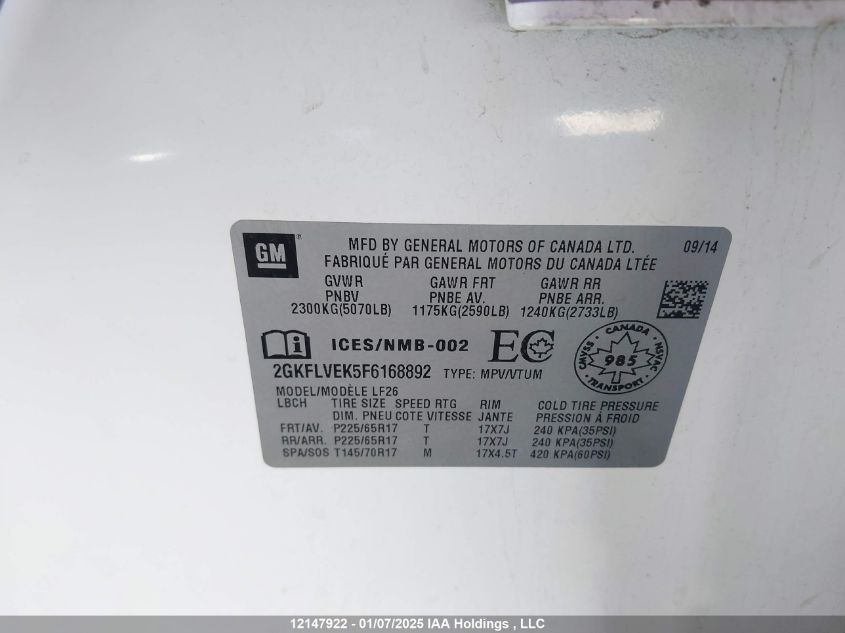 GM
MFD BY GENERAL MOTORS OF CANADA LTD. 09/14
FABRIQUÉ PAR GENERAL MOTORS DU CANADA LTÉE
GVWR GAWR FRT GAWR RR
PNBV PNBE AV. PNBE ARR.
2300KG(5070LB) 1175KG(2590LB) 1240KG(2733LB)
ICES/NMB-002 EC
CANADA CMVSS 985 NSVAC TRANSPORT
2GKFLVEK5F6168892 TYPE: MPV/VTUM
MODEL/MODÈLE LF26
LBCH TIRE SIZE SPEED RTG RIM COLD TIRE PRESSURE
DIM. PNEU COTE VITESSE JANTE PRESSION À FROID
FRT/AV. P225/65R17 T 17X7J 240 KPA(35PSI)
RR/ARR. P225/65R17 T 17X7J 240 KPA(35PSI)
SPA/SOS T145/70R17 M 17X4.5T 420 KPA(60PSI)
12147922 - 01/07/2025 IAA Holdings , LLC